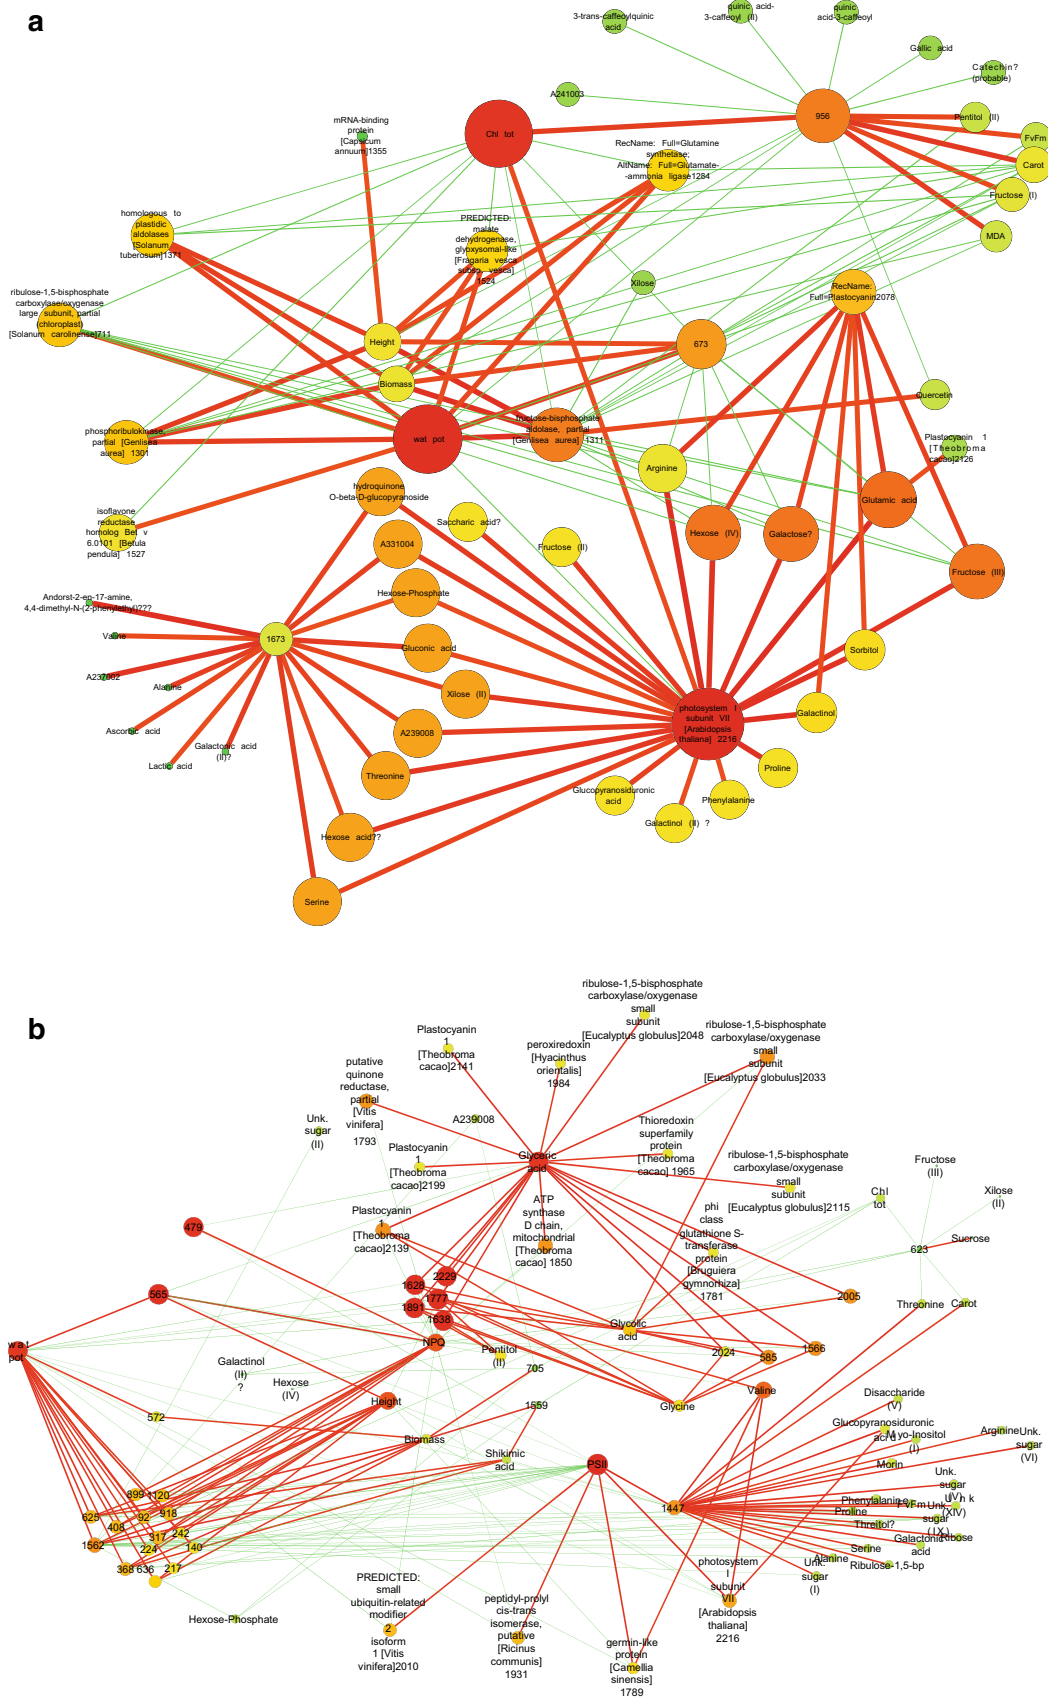 a
quinic acid-
3-caffeoyl (II)
quinic
acid-3-caffeoyl
3-trans-caffeoylquinic
acid
Gallic acid
Catechin?
(probable)
A241003
956
Pentitol (II)
FvFm
Carot
Fructose (I)
MDA
Chl tot
mRNA-binding
protein
[Capsicum
annuum]1355
RecName: Full=Glutamine
synthetase;
AltName: Full=Glutamate-
-ammonia ligase1284
homologous to
plastidic
aldolases
[Solanum
tuberosum]1371
PREDICTED:
malate
dehydrogenase,
glyoxysomal-like
[Fragaria vesca
subsp. vesca]
1524
Xilose
RecName:
Full=Plastocyanin2078
ribulose-1,5-bisphosphate
carboxylase/oxygenase
large subunit, partial
(chloroplast)
[Solanum carolinense]711
Height
673
Biomass
Quercetin
phosphoribulokinase,
partial [Genlisea
aurea] 1301
wat pot
fructose-bisphosphate
aldolase, partial
[Genlisea aurea] 1311
Plastocyanin 1
[Theobroma
cacao]2126
Arginine
hydroquinone
O-beta-D-glucopyranoside
Glutamic acid
isoflavone
reductase
homolog Bet v
6.0101 [Betula
pendula] 1527
Saccharic acid?
A331004
Fructose (II)
Hexose (IV)
Galactose?
Fructose (III)
Hexose-Phosphate
Andorst-2-en-17-amine,
4,4-dimethyl-N-(2-phenylethyl)???
Valine
1673
Gluconic acid
Sorbitol
A237002
Alanine
Xilose (II)
Ascorbic acid
A239008
photosystem I
subunit VII
[Arabidopsis
thaliana] 2216
Galactinol
Galactonic acid
(II)?
Lactic acid
Threonine
Proline
Glucopyranosiduronic
acid
Phenylalanine
Galactinol (II) ?
Hexose acid??
Serine
b
ribulose-1,5-bisphosphate
carboxylase/oxygenase
small
subunit
[Eucalyptus globulus]2048
Plastocyanin
1
[Theobroma
cacao]2141
peroxiredoxin
[Hyacinthus
orientalis]
1984
ribulose-1,5-bisphosphate
carboxylase/oxygenase
small
subunit
[Eucalyptus globulus]2033
putative
quinone
reductase,
partial
[Vitis
vinifera]
1793
Unk.
sugar
(II)
A239008
Plastocyanin
1
[Theobroma
cacao]2199
Glyceric
acid
Thioredoxin
superfamily
protein
[Theobroma
cacao] 1965
ribulose-1,5-bisphosphate
carboxylase/oxygenase
small
subunit
[Eucalyptus globulus]2115
Fructose
(III)
Chl
tot
Xilose
(II)
479
Plastocyanin
1
[Theobroma
cacao]2139
ATP
synthase
D chain,
mitochondrial
[Theobroma
cacao] 1850
phi
class
glutathione S-
transferase
protein
[Bruguiera
gymnorhiza]
1781
623
Sucrose
565
1628
2229
1777
1891
1638
2005
Threonine
Carot
Glycolic
acid
wat
pot
NPQ
Pentitol
(II)
2024
585
1566
Galactinol
(II)
?
Hexose
(IV)
705
Height
1559
Glycine
Valine
Disaccharide
(V)
572
Biomass
Glucopyranosiduronic
acid
Myo-Inositol
(I)
Arginine
Unk.
sugar
(VI)
Shikimic
acid
PSII
Morin
Unk.
sugar
(IV)
899
1120
625
92
918
408
317
242
1562
224
140
368
636
217
1447
Phenylalanine
FvFm
Unk.
sugar
(IX)
Unk
(XIV)
Proline
Threitol?
Galactonic
acid
Ribose
Serine
Alanine
Ribulose-1,5-bp
Unk.
sugar
(I)
photosystem
I
subunit
VII
[Arabidopsis
thaliana]
2216
Hexose-Phosphate
PREDICTED:
small
ubiquitin-related
modifier
2
isoform
1 [Vitis
vinifera]2010
peptidyl-prolyl
cis-trans
isomerase,
putative
[Ricinus
communis]
1931
germin-like
protein
[Camellia
sinensis]
1789